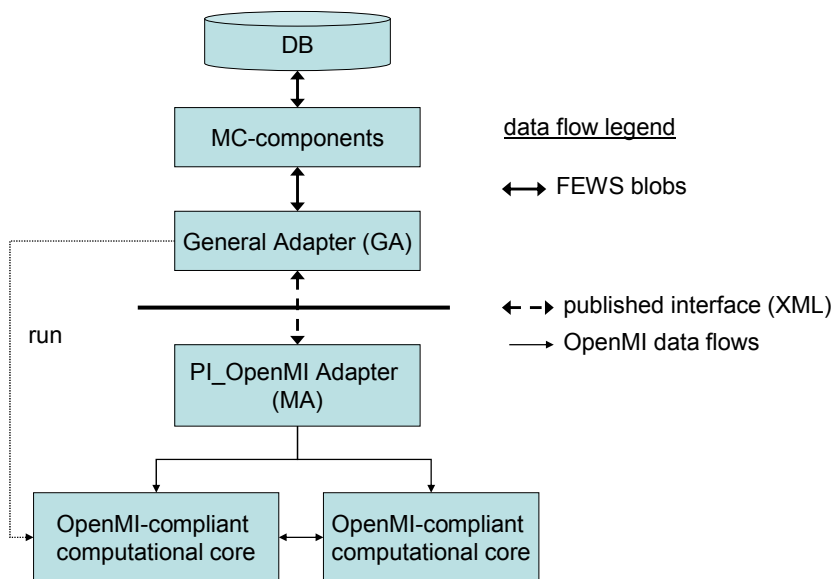 DB
MC-components
data flow legend
FEWS blobs
General Adapter (GA)
published interface (XML)
run
OpenMI data flows
PI_OpenMI Adapter
(MA)
OpenMI-compliant
computational core
OpenMI-compliant
computational core